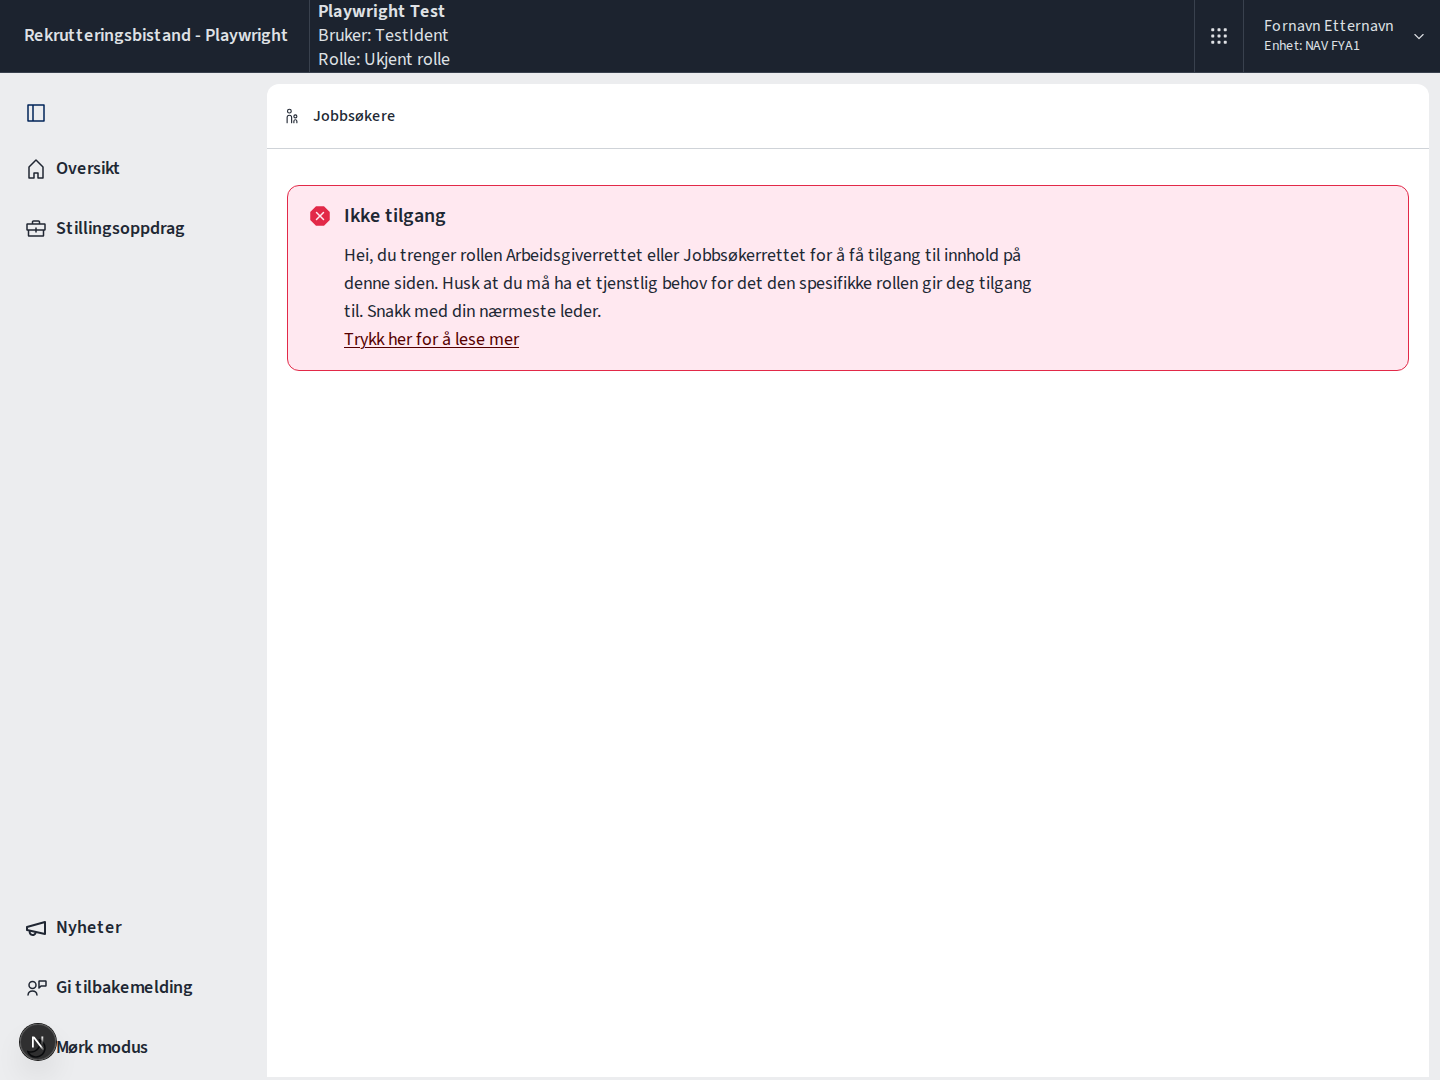 Rekrutteringsbistand - Playwright
Playwright Test
Bruker: TestIdent
Rolle: Ukjent rolle
Fornavn Etternavn
Enhet: NAV FYA1
Oversikt
Stillingsoppdrag
Jobbsøkere
Ikke tilgang
Hei, du trenger rollen Arbeidsgiverrettet eller Jobbsøkerrettet for å få tilgang til innhold på
denne siden. Husk at du må ha et tjenstlig behov for det den spesifikke rollen gir deg tilgang
til. Snakk med din nærmeste leder.
Trykk her for å lese mer
Nyheter
Gi tilbakemelding
N
Mørk modus